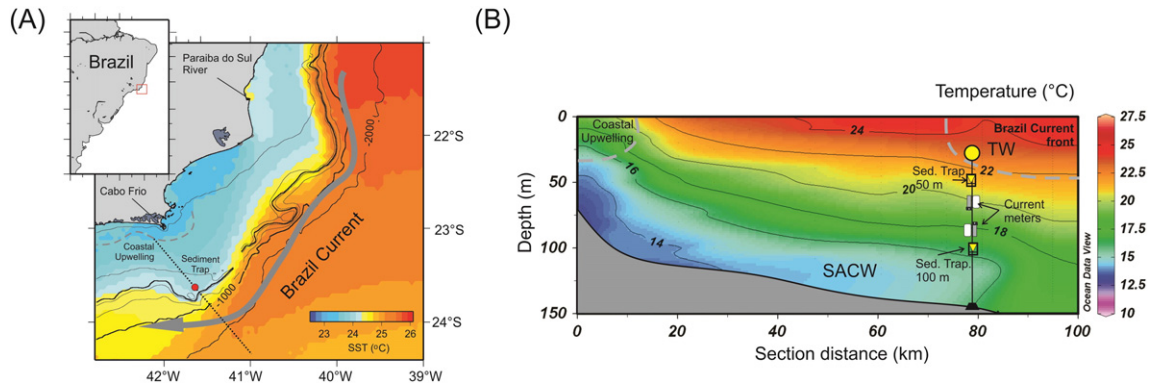 (A)
Brazil
Paraiba do Sul
River
Cabo Frio
Coastal
Upwelling
Sediment
Trap
Brazil Current
-2000
-1000
22°S
23°S
24°S
23 24 25 26
SST (°C)
42°W 41°W 40°W 39°W
(B)
Temperature (°C)
Coastal
Upwelling
24
Brazil Current
front
TW
22
16
Sed. Trap
50 m
20
Current
meters
18
14
SACW
Sed. Trap.
100 m
Depth (m)
0
50
100
150
0 20 40 60 80 100
Section distance (km)
Ocean Data View
27.5
25
22.5
20
17.5
15
12.5
10